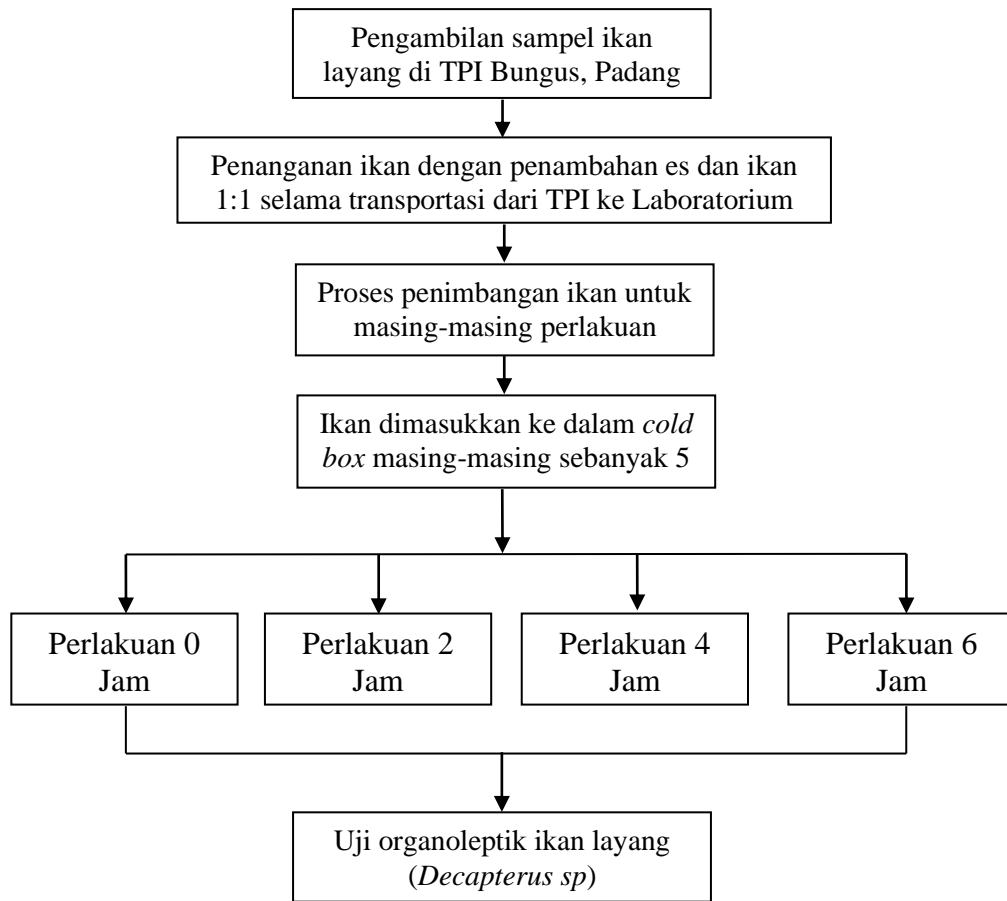 Pengambilan sampel ikan
layang di TPI Bungus, Padang
Penanganan ikan dengan penambahan es dan ikan
1:1 selama transportasi dari TPI ke Laboratorium
Proses penimbangan ikan untuk
masing-masing perlakuan
Ikan dimasukkan ke dalam cold
box masing-masing sebanyak 5
Perlakuan 0
Jam
Perlakuan 2
Jam
Perlakuan 4
Jam
Perlakuan 6
Jam
Uji organoleptik ikan layang
(Decapterus sp)